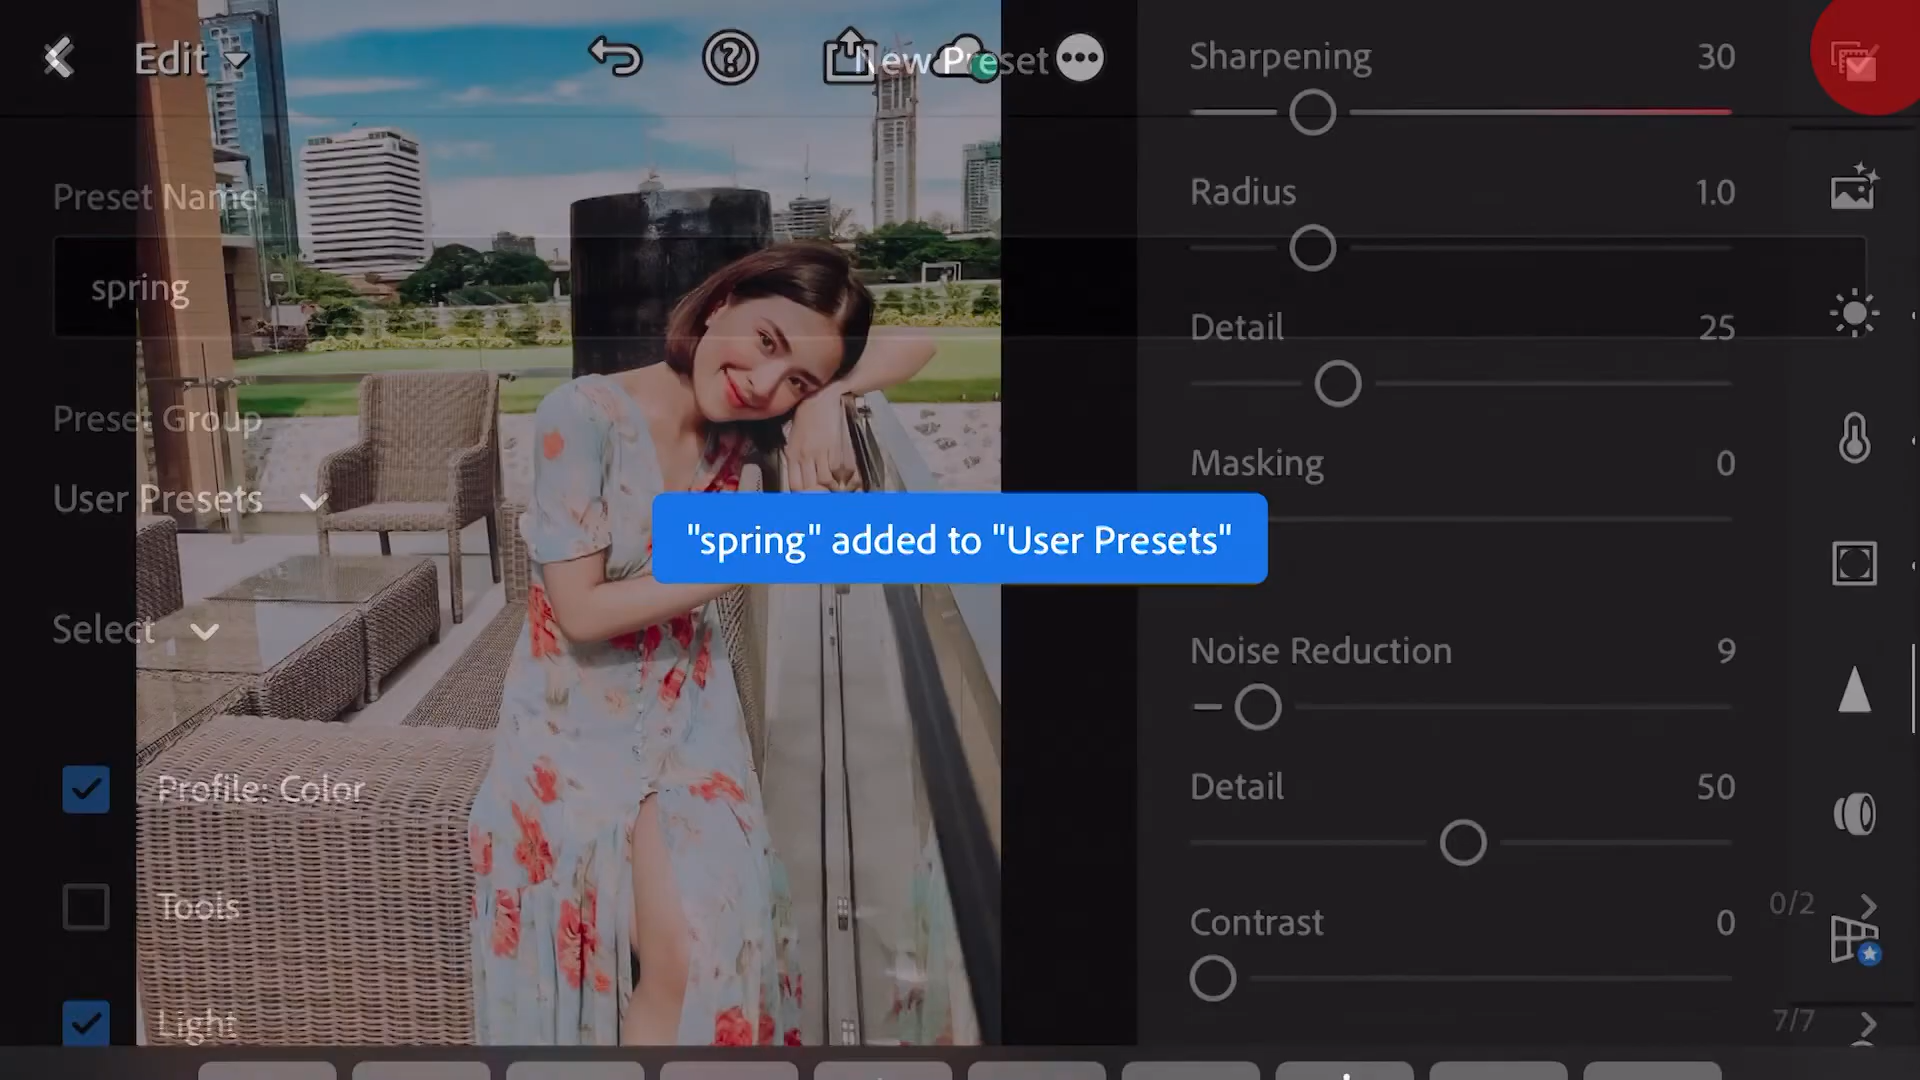 Edit
New Preset
Sharpening 30
Radius 1.0
Preset Name
spring
Detail 25
Preset Group
Masking 0
User Presets
"spring" added to "User Presets"
Select
Noise Reduction 9
Profile: Color
Detail 50
Tools
0/2
Contrast 0
Light
7/7